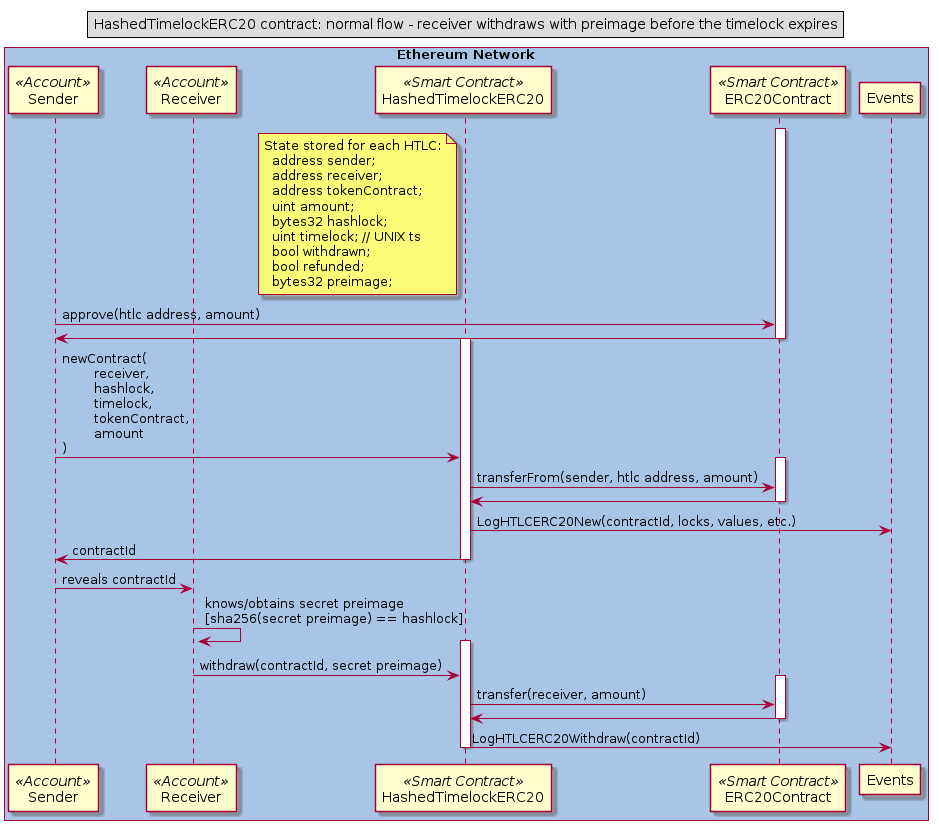 HashedTimelockERC20 contract: normal flow - receiver withdraws with preimage before the timelock expires
Ethereum Network
«Account»
Sender
«Account»
Receiver
«Smart Contract»
HashedTimelockERC20
«Smart Contract»
ERC20Contract
Events
State stored for each HTLC:
address sender;
address receiver;
address tokenContract;
uint amount;
bytes32 hashlock;
uint timelock; // UNIX ts
bool withdrawn;
bool refunded;
bytes32 preimage;
approve(htlc address, amount)
newContract(
receiver,
hashlock,
timelock,
tokenContract,
amount
)
transferFrom(sender, htlc address, amount)
LogHTLCERC20New(contractId, locks, values, etc.)
contractId
reveals contractId
knows/obtains secret preimage
[sha256(secret preimage) == hashlock]
withdraw(contractId, secret preimage)
transfer(receiver, amount)
LogHTLCERC20Withdraw(contractId)
«Account»
Sender
«Account»
Receiver
«Smart Contract»
HashedTimelockERC20
«Smart Contract»
ERC20Contract
Events